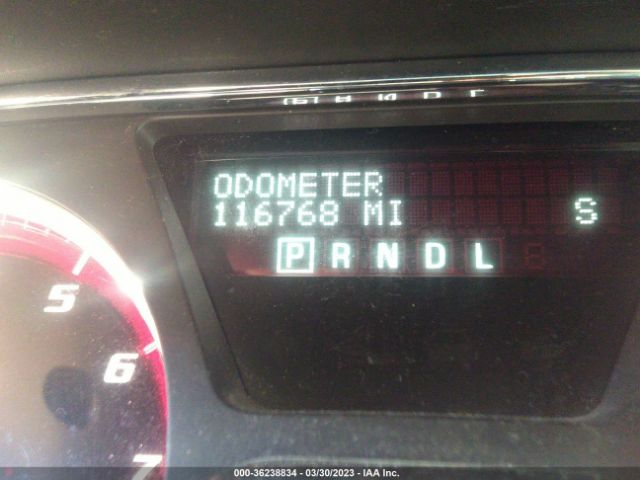 ODOMETER
116768 MI S
P R N D L
5
6
7
000-36238834 - 03/30/2023 - IAA Inc.